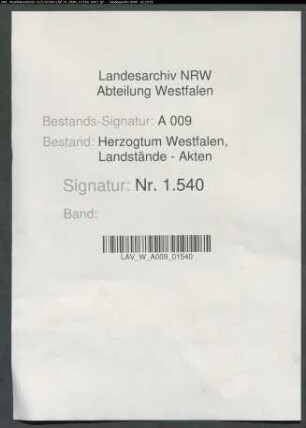 Landesarchiv NRW
Abteilung Westfalen
Bestands-Signatur: A 009
Bestand: Herzogtum Westfalen,
Landstände - Akten
Signatur: Nr. 1.540
Band:
LAV_W_A009_01540